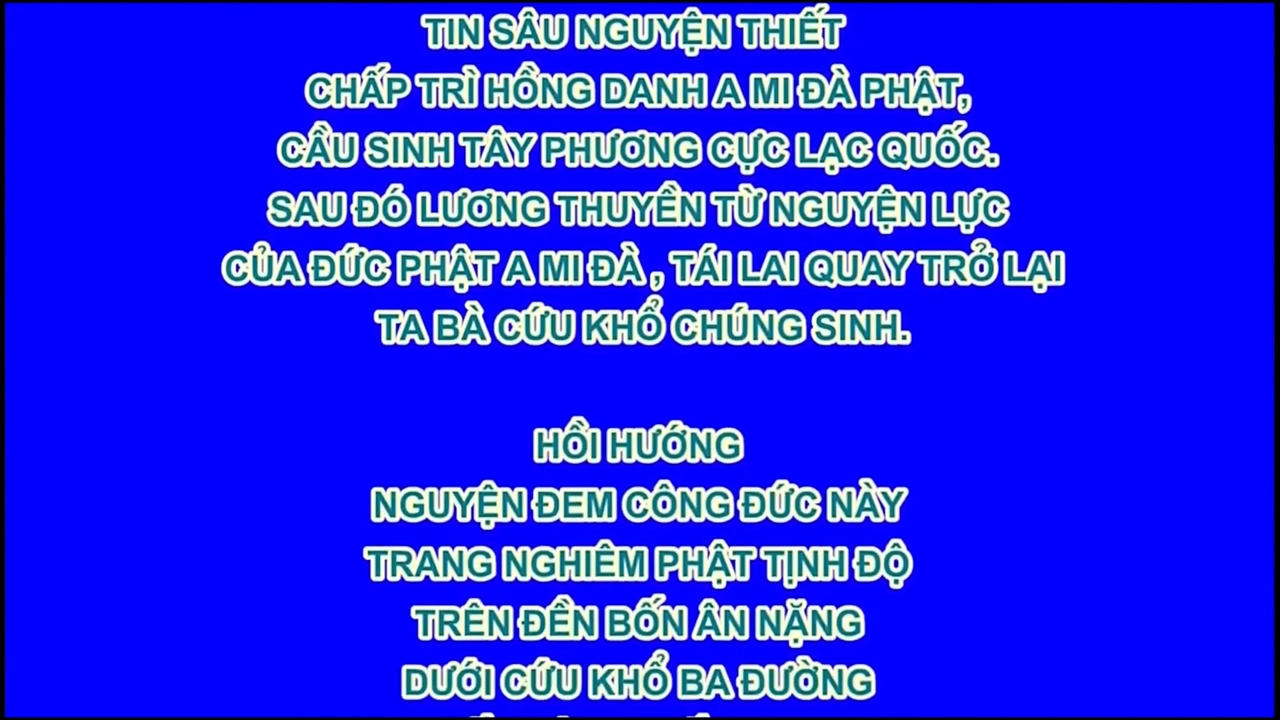 TIN SÂU NGUYỆN THIẾT
CHẤP TRÌ HỒNG DANH A MI ĐÀ PHẬT,
CẦU SINH TÂY PHƯƠNG CỰC LẠC QUỐC.
SAU ĐÓ LƯƠNG THUYỀN TỪ NGUYỆN LỰC
CỦA ĐỨC PHẬT A MI ĐÀ , TÁI LAI QUAY TRỞ LẠI
TA BÀ CỨU KHỔ CHÚNG SINH.
HỒI HƯỚNG
NGUYỆN ĐEM CÔNG ĐỨC NÀY
TRANG NGHIÊM PHẬT TỊNH ĐỘ
TRÊN ĐỀN BỐN ÂN NẶNG
DƯỚI CỨU KHỔ BA ĐƯỜNG